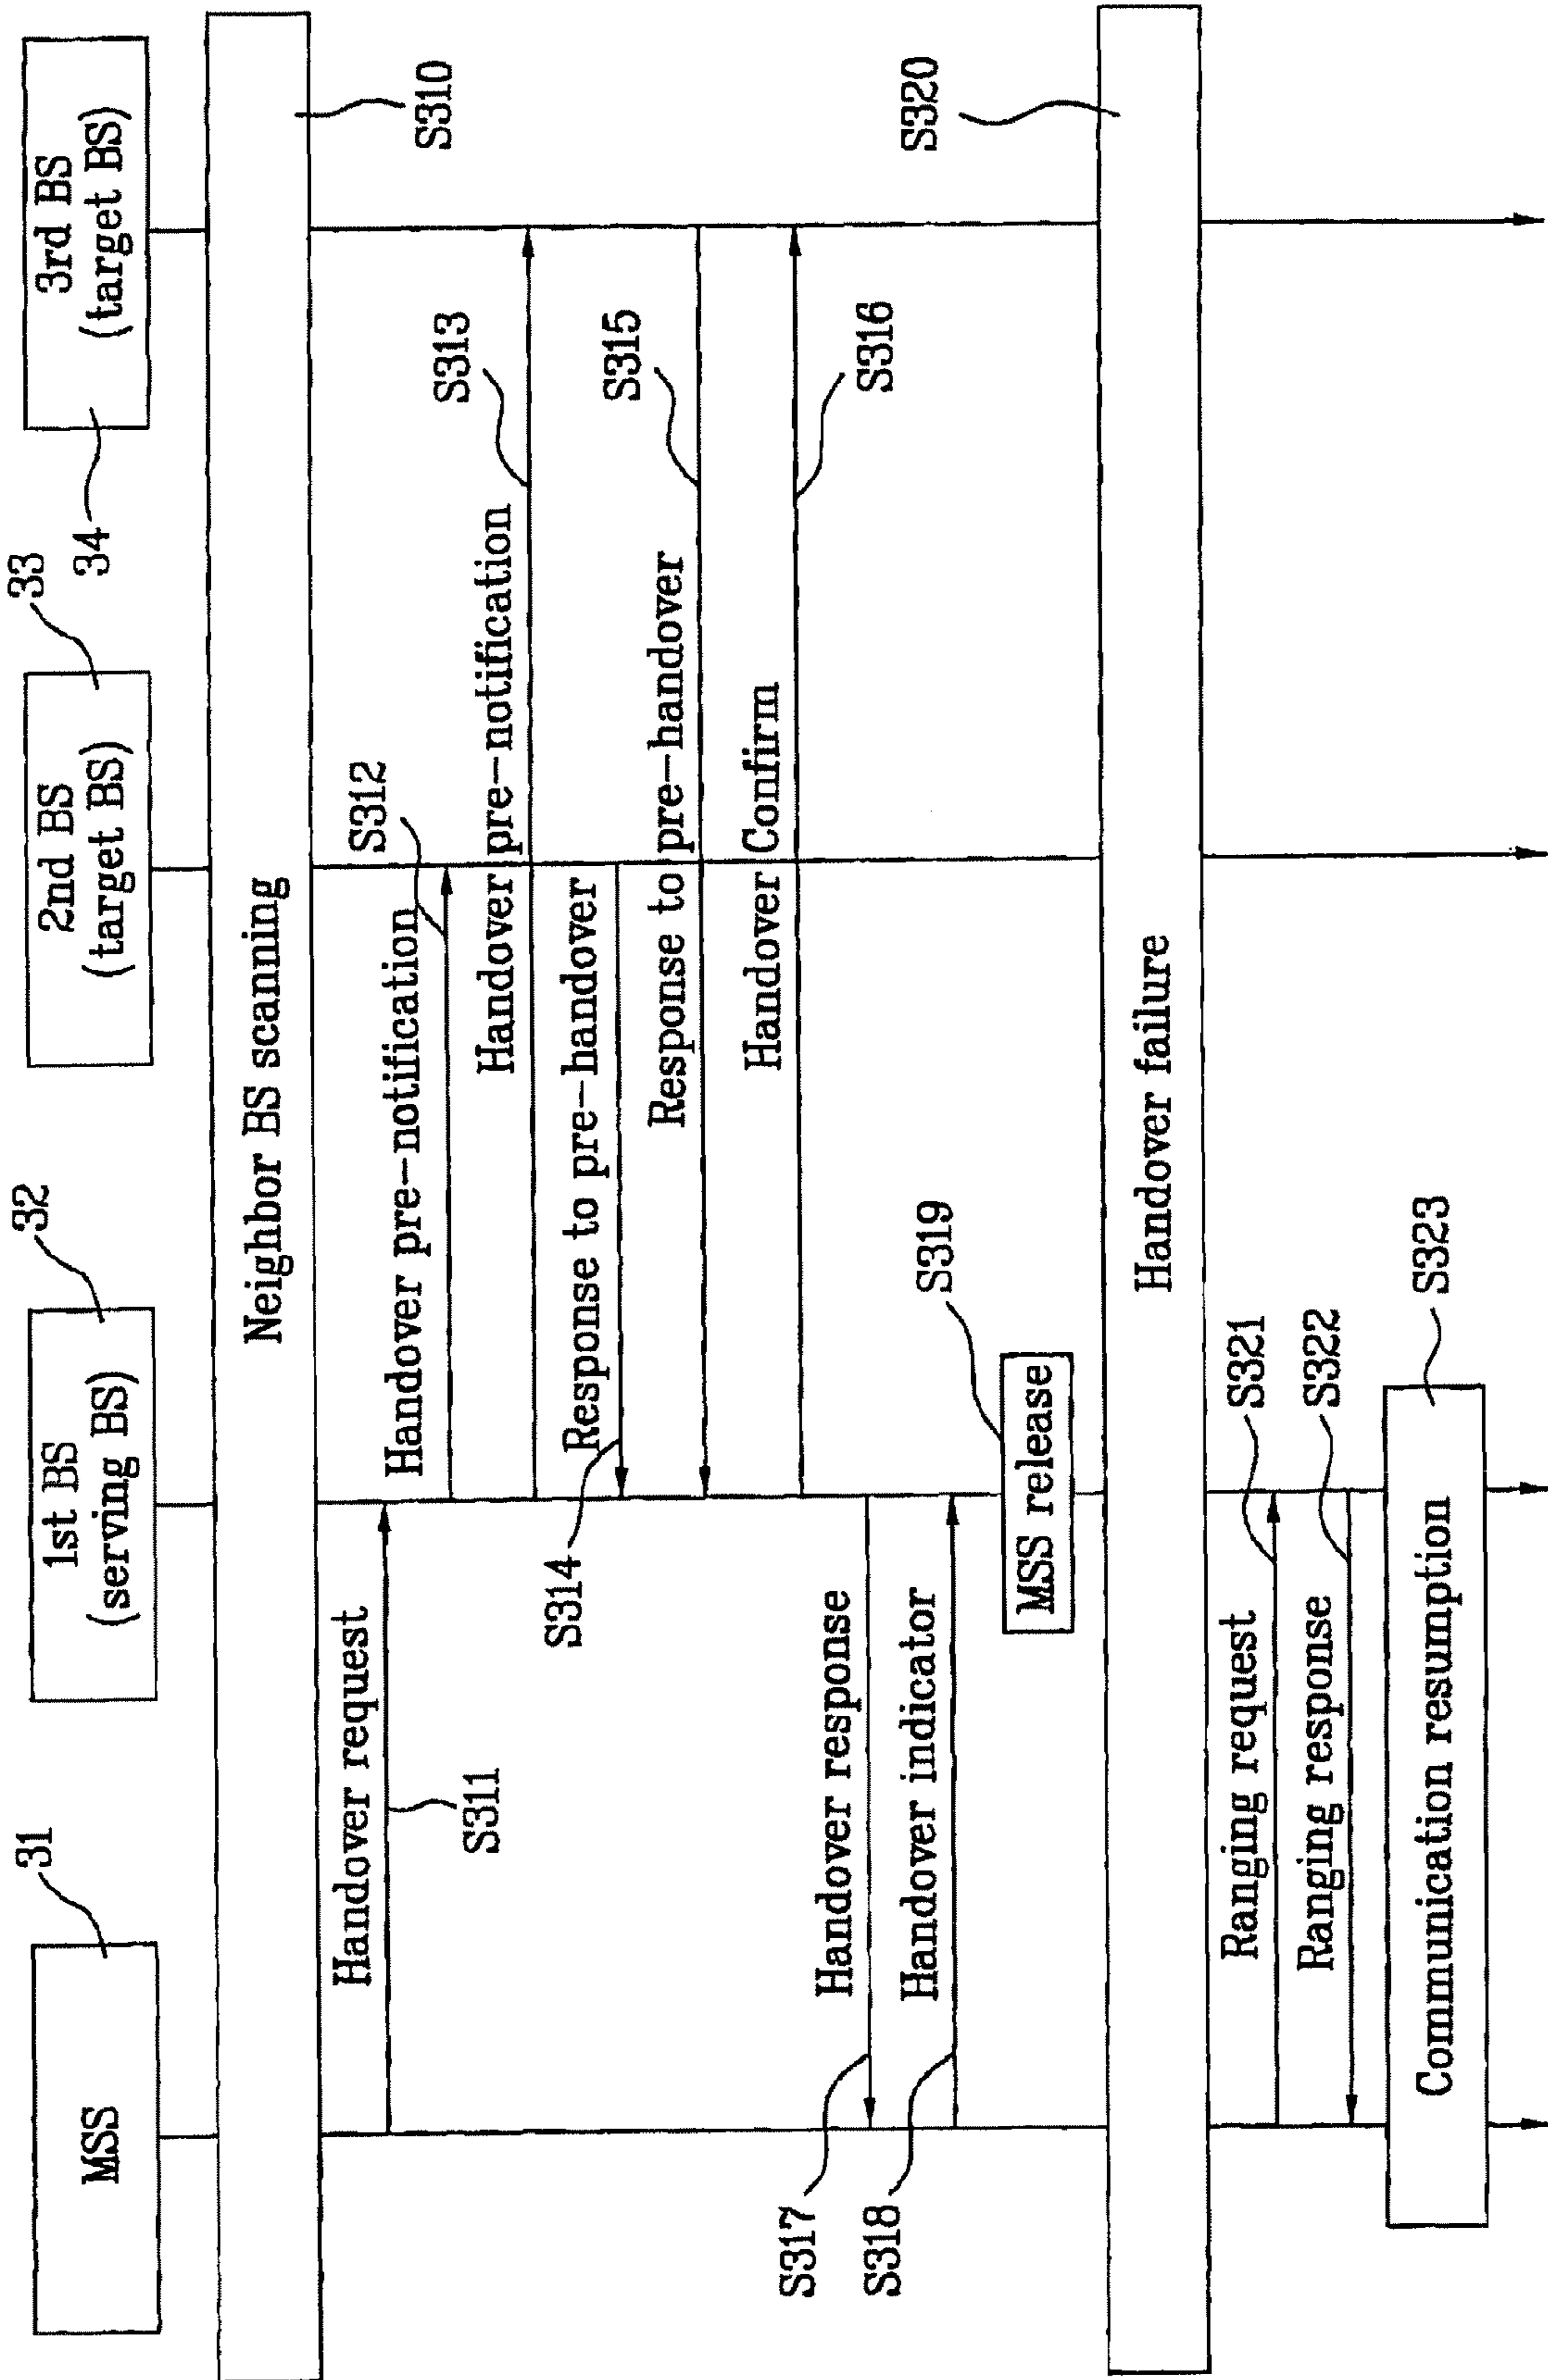 31
MSS
32
1st BS
(serving BS)
33
2nd BS
(target BS)
34
3rd BS
(target BS)
Neighbor BS scanning
S310
Handover request
S311
Handover pre-notification
S312
Handover pre-notification
S313
Response to pre-handover
S314
Response to pre-handover
S315
Handover Confirm
S316
Handover response
S317
Handover indicator
S318
MSS release
S319
Handover failure
S320
Ranging request
S321
Ranging response
S322
Communication resumption
S323